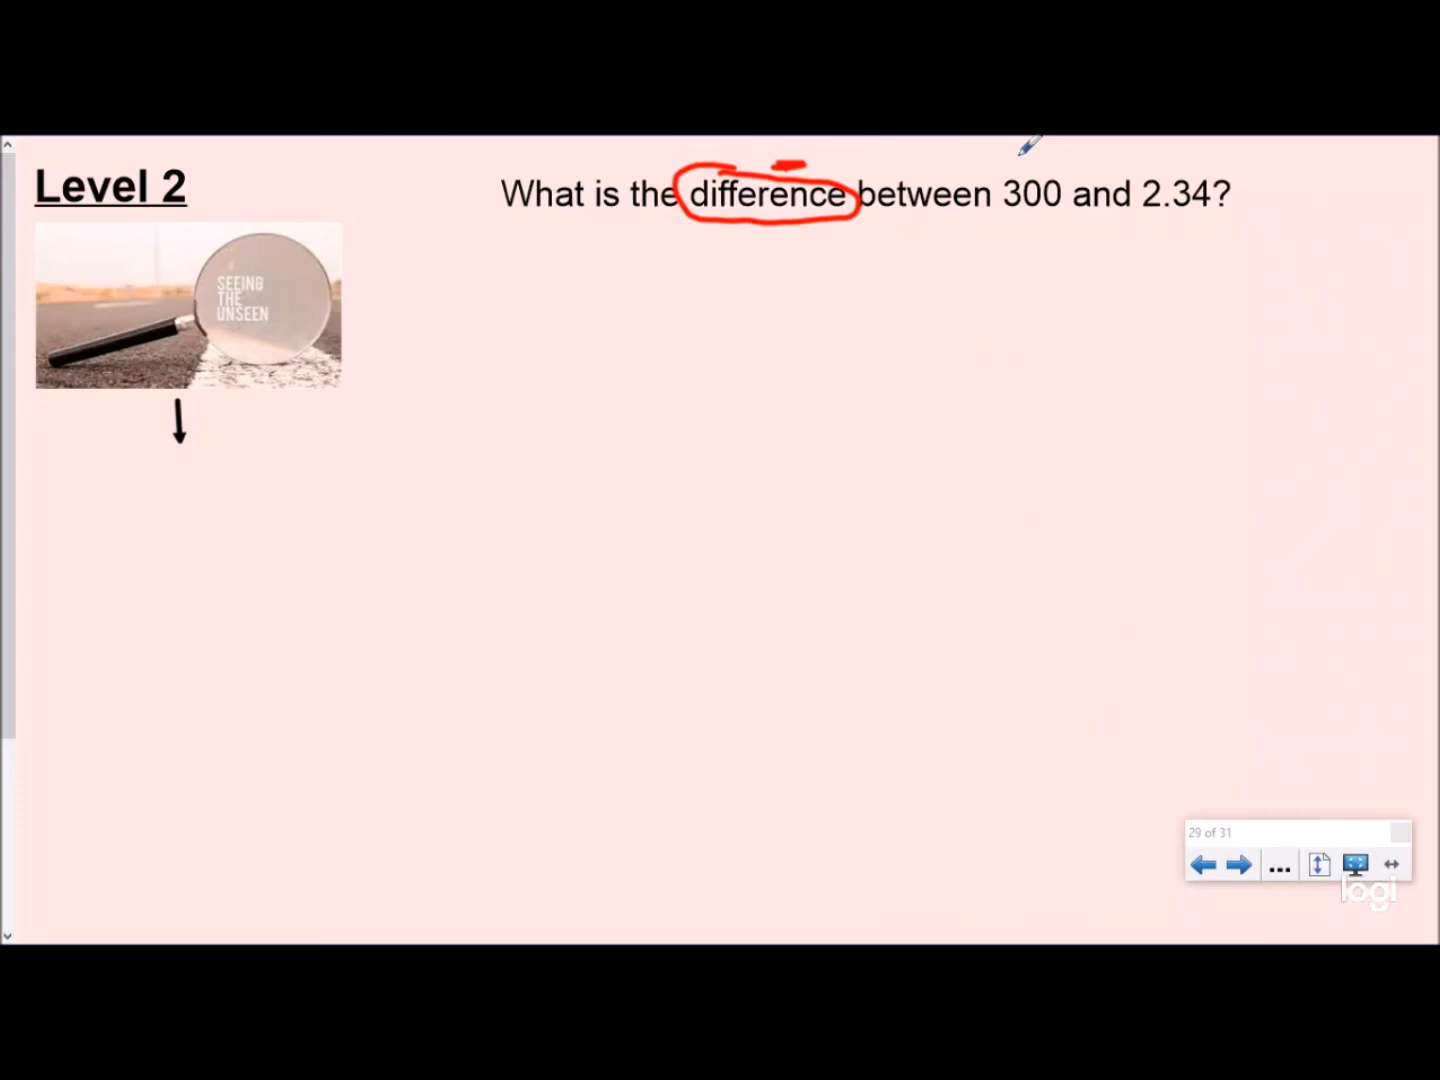 Level 2
What is the difference between 300 and 2.34?
SEEING
THE
UNSEEN
29 of 31
...
logi